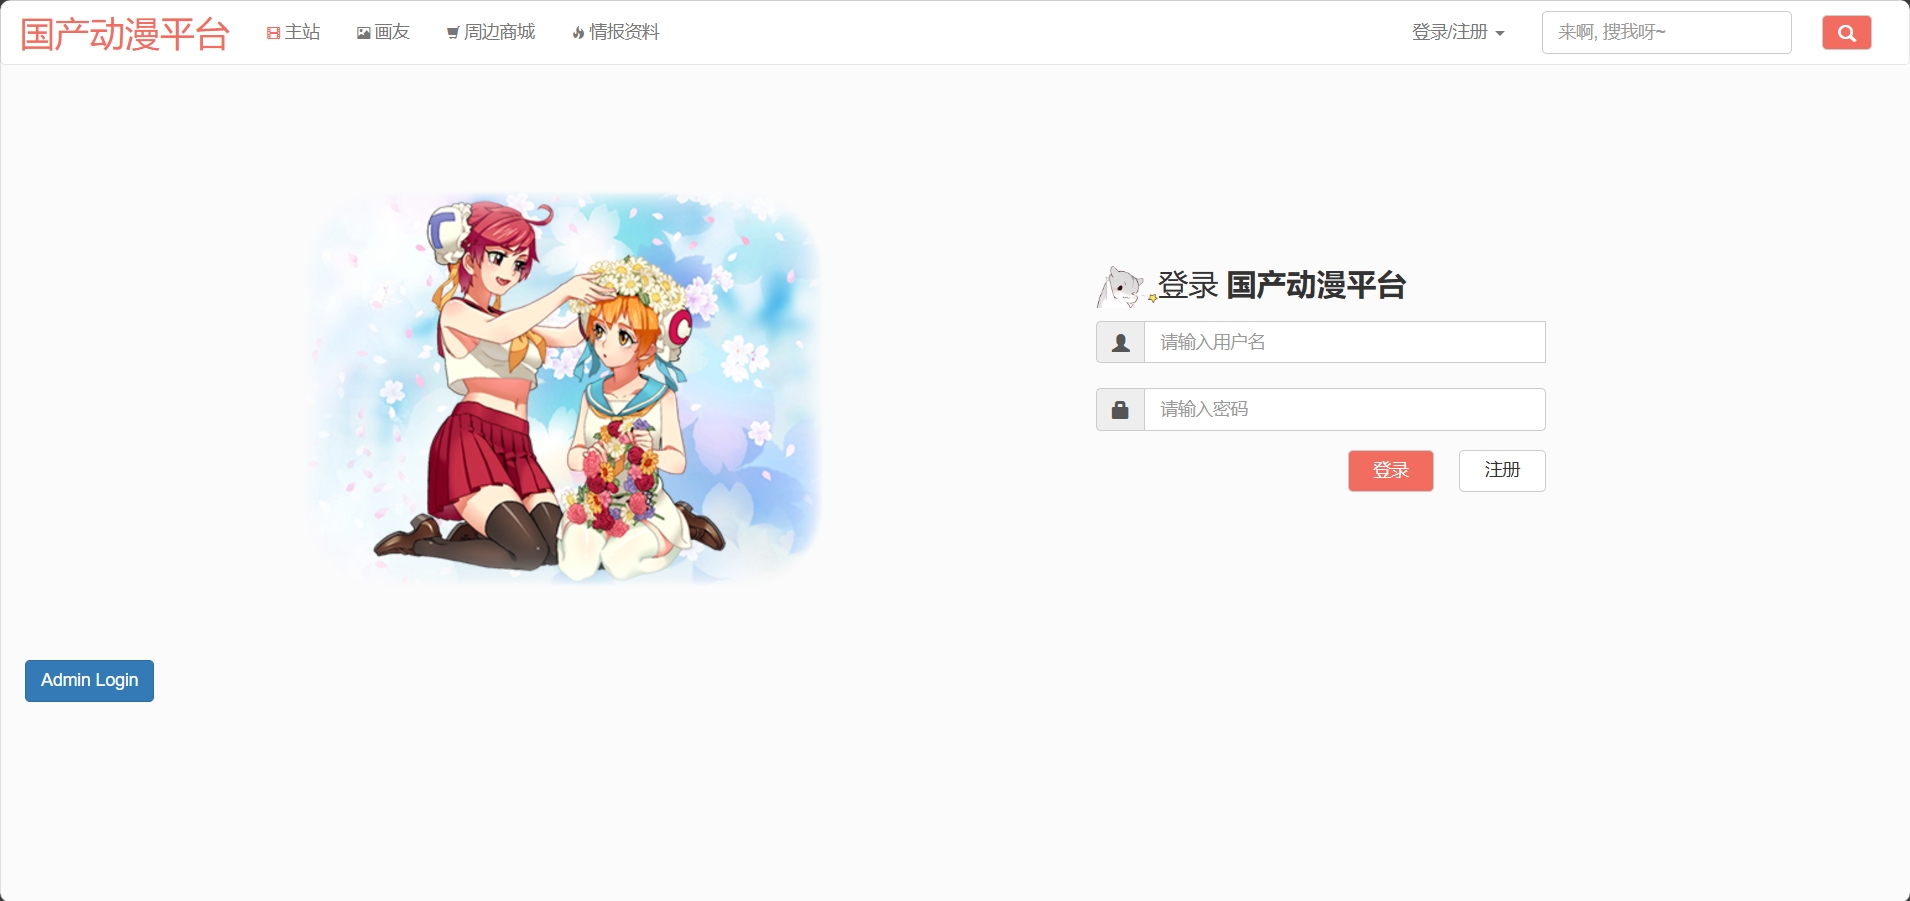 国产动漫平台 主站 画友 周边商城 情报资料 登录/注册 来啊, 搜我呀~
登录 国产动漫平台
请输入用户名
请输入密码
登录 注册
Admin Login